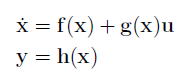 ẋ = f(x) + g(x)u
y = h(x)